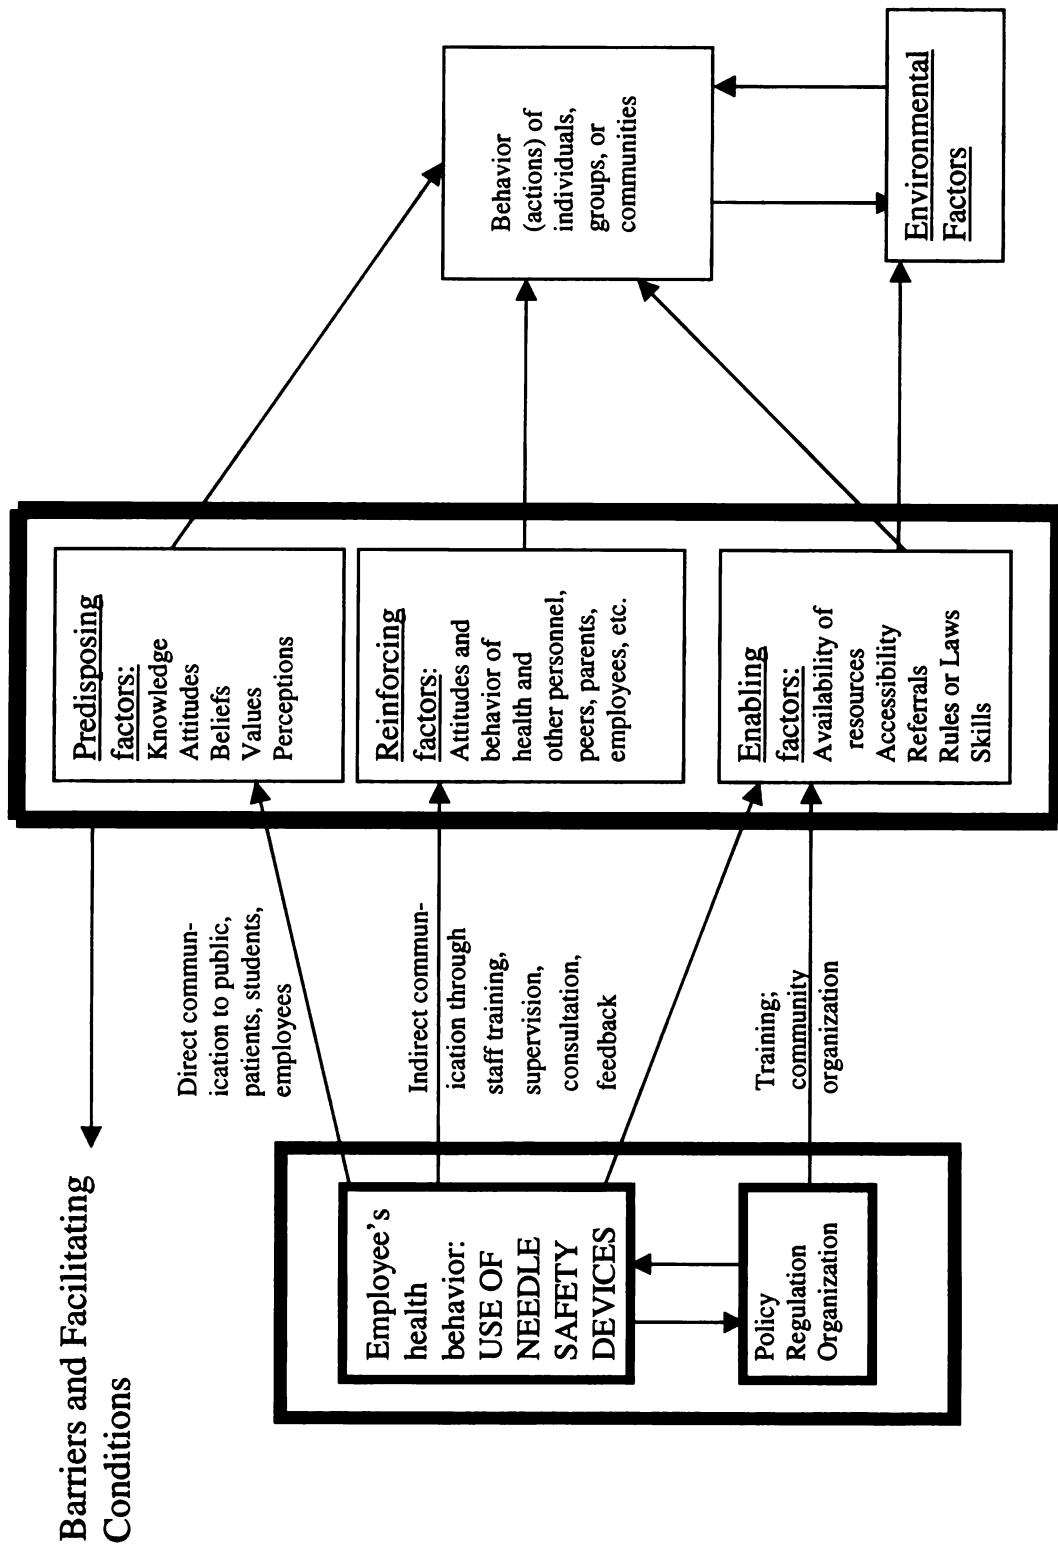 Barriers and Facilitating
Conditions
Employee's
health
behavior:
USE OF
NEEDLE
SAFETY
DEVICES
Policy
Regulation
Organization
Direct commun-
ication to public,
patients, students,
employees
Indirect commun-
ication through
staff training,
supervision,
consultation,
feedback
Training;
community
organization
Predisposing
factors:
Knowledge
Attitudes
Beliefs
Values
Perceptions
Reinforcing
factors:
Attitudes and
behavior of
health and
other personnel,
peers, parents,
employees, etc.
Enabling
factors:
Availability of
resources
Accessibility
Referrals
Rules or Laws
Skills
Behavior
(actions) of
individuals,
groups, or
communities
Environmental
Factors